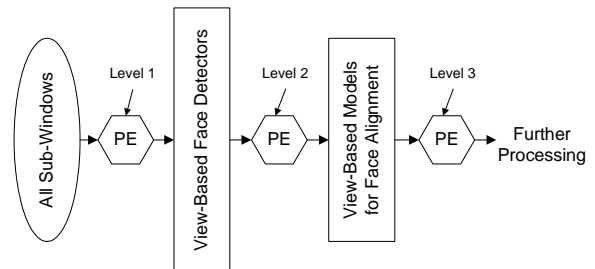 Level 1
Level 2
Level 3
All Sub-Windows
PE
View-Based Face Detectors
PE
View-Based Models
for Face Alignment
PE
Further
Processing